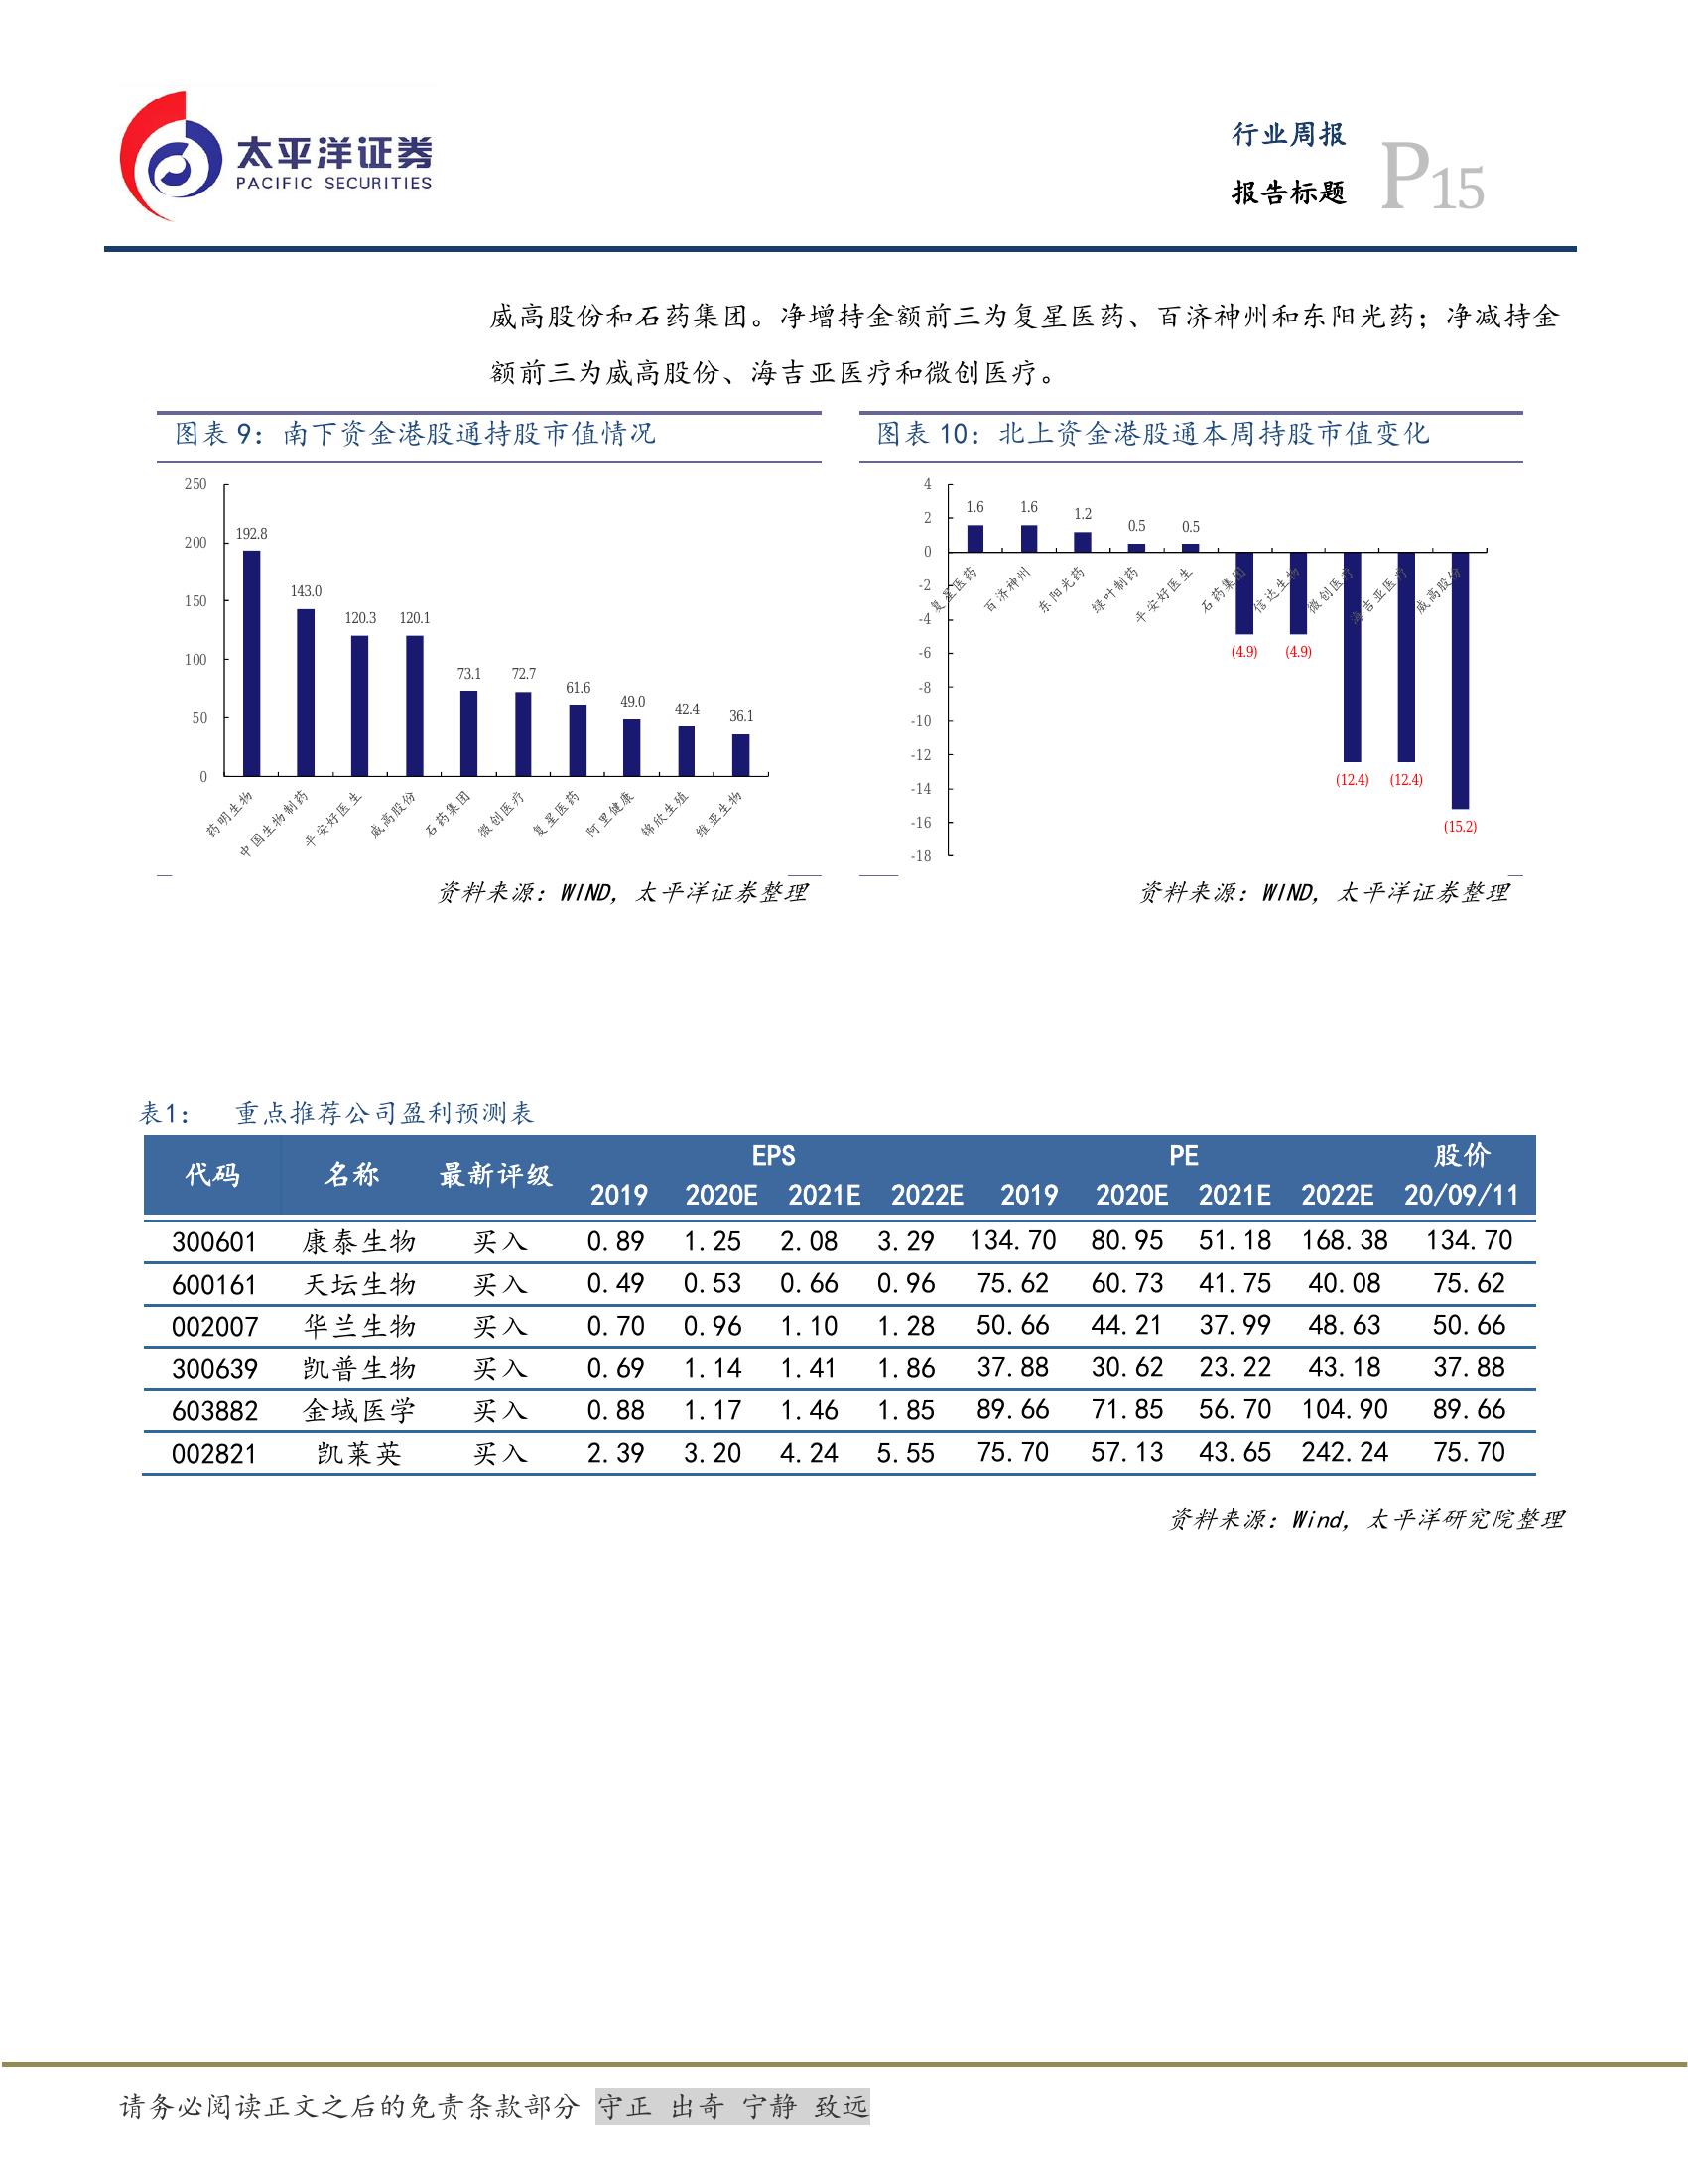 太平洋证券
PACIFIC SECURITIES
行业周报
报告标题
P15
威高股份和石药集团。净增持金额前三为复星医药、百济神州和东阳光药；净减持金
额前三为威高股份、海吉亚医疗和微创医疗。
图表 9：南下资金港股通持股市值情况
250
200
150
100
50
0
192.8
143.0
120.3
120.1
73.1
72.7
61.6
49.0
42.4
36.1
药明生物
中国生物制药
平安好医生
威高股份
石药集团
微创医疗
复星医药
阿里健康
锦欣生殖
维亚生物
资料来源：WIND，太平洋证券整理
图表 10：北上资金港股通本周持股市值变化
4
2
0
-2
-4
-6
-8
-10
-12
-14
-16
-18
1.6
1.6
1.2
0.5
0.5
(4.9)
(4.9)
(12.4)
(12.4)
(15.2)
复星医药
百济神州
东阳光药
绿叶制药
平安好医生
石药集团
信达生物
微创医疗
海吉亚医疗
威高股份
资料来源：WIND，太平洋证券整理
表1： 重点推荐公司盈利预测表
代码 名称 最新评级 EPS PE 股价
2019 2020E 2021E 2022E 2019 2020E 2021E 2022E 20/09/11
300601 康泰生物 买入 0.89 1.25 2.08 3.29 134.70 80.95 51.18 168.38 134.70
600161 天坛生物 买入 0.49 0.53 0.66 0.96 75.62 60.73 41.75 40.08 75.62
002007 华兰生物 买入 0.70 0.96 1.10 1.28 50.66 44.21 37.99 48.63 50.66
300639 凯普生物 买入 0.69 1.14 1.41 1.86 37.88 30.62 23.22 43.18 37.88
603882 金域医学 买入 0.88 1.17 1.46 1.85 89.66 71.85 56.70 104.90 89.66
002821 凯莱英 买入 2.39 3.20 4.24 5.55 75.70 57.13 43.65 242.24 75.70
资料来源：Wind，太平洋研究院整理
请务必阅读正文之后的免责条款部分 守正 出奇 宁静 致远